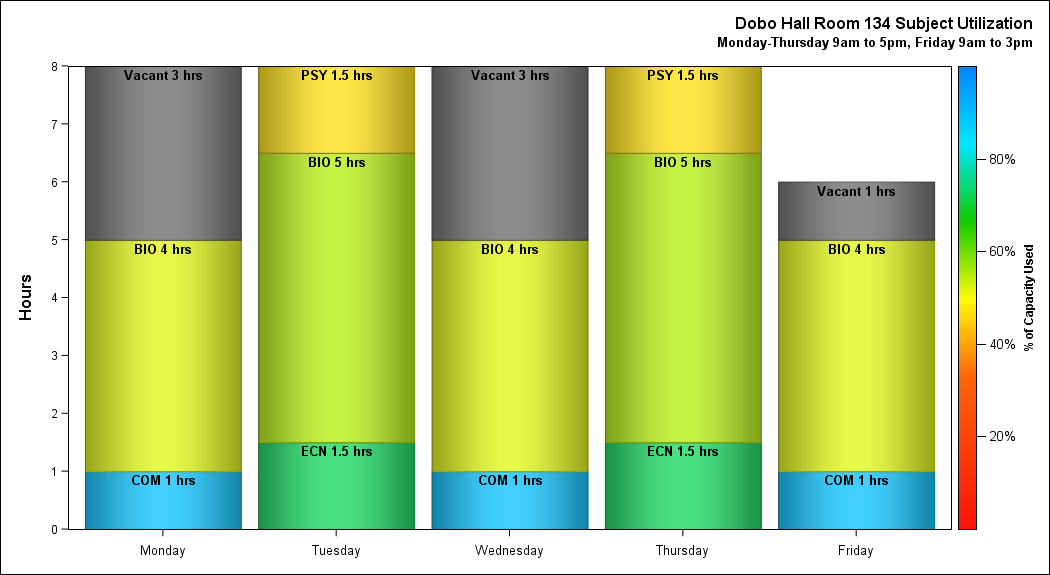 Dobo Hall Room 134 Subject Utilization
Monday-Thursday 9am to 5pm, Friday 9am to 3pm
Hours
8
7
6
5
4
3
2
1
0
Vacant 3 hrs
BIO 4 hrs
COM 1 hrs
PSY 1.5 hrs
BIO 5 hrs
ECN 1.5 hrs
Vacant 3 hrs
BIO 4 hrs
COM 1 hrs
PSY 1.5 hrs
BIO 5 hrs
ECN 1.5 hrs
Vacant 1 hrs
BIO 4 hrs
COM 1 hrs
Monday
Tuesday
Wednesday
Thursday
Friday
80%
60%
40%
20%
% of Capacity Used